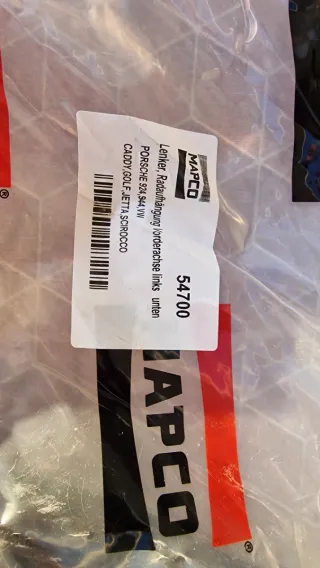 MAPCO
54700
Lenker, Radaufhängung Vorderachse links unten
PORSCHE 924,944,VW
CADDY,GOLF,JETTA,SCIROCCO
MAPCO
®
®